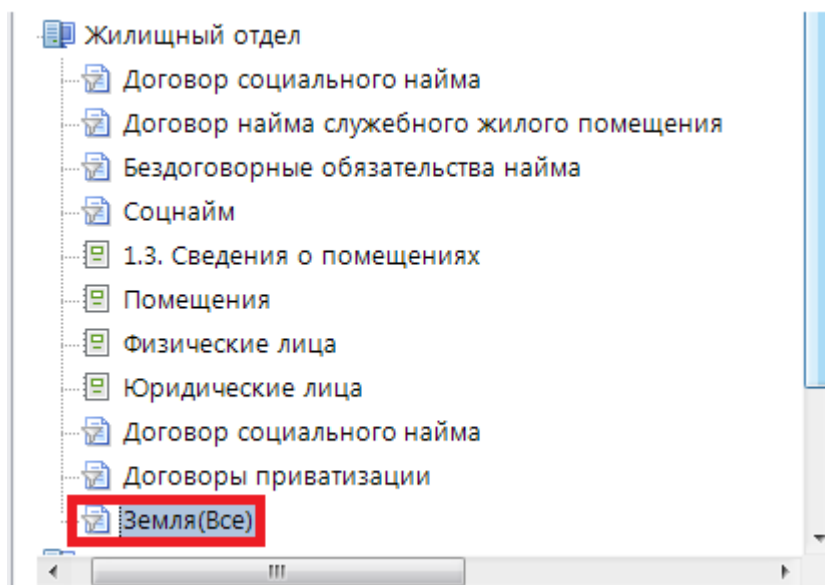 Жилищный отдел
Договор социального найма
Договор найма служебного жилого помещения
Бездоговорные обязательства найма
Соцнайм
1.3. Сведения о помещениях
Помещения
Физические лица
Юридические лица
Договор социального найма
Договоры приватизации
Земля(Все)